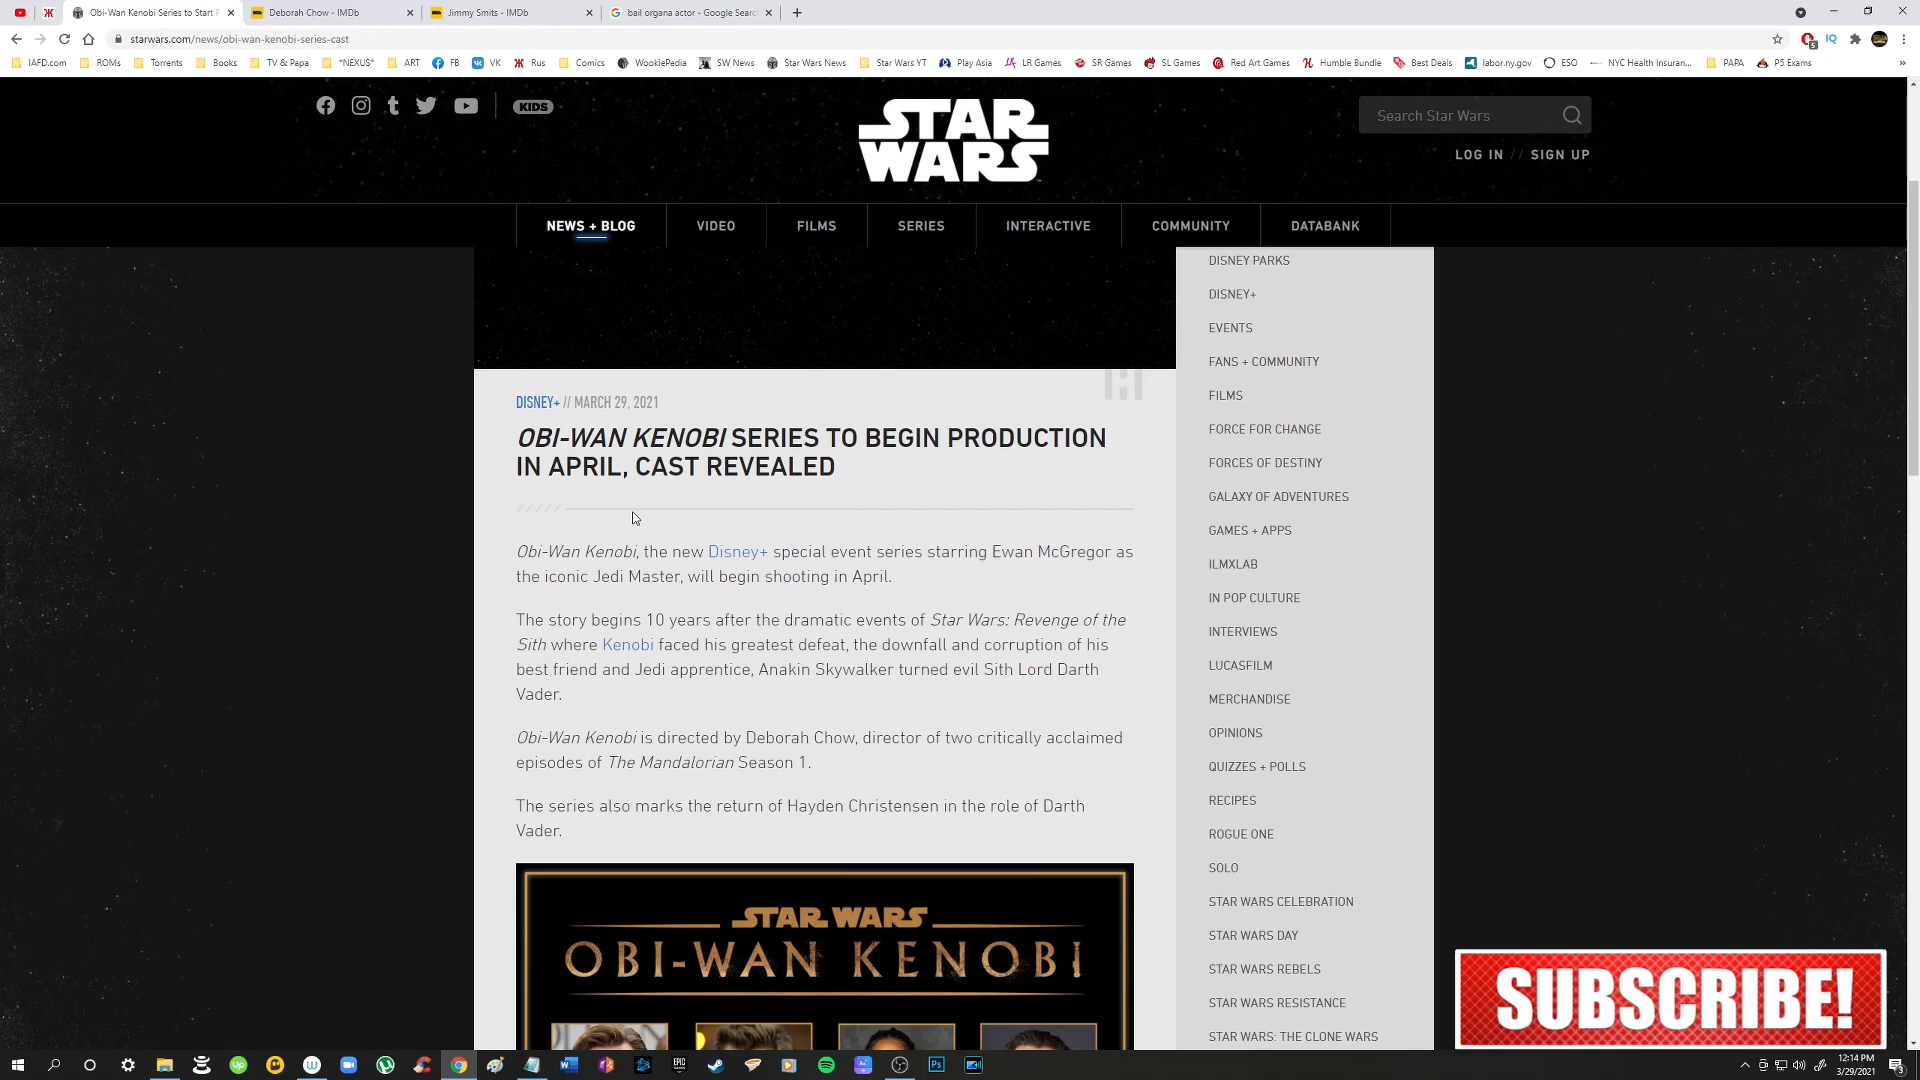 Obi-Wan Kenobi Series to Start P
Deborah Chow - IMDb
Jimmy Smits - IMDb
bail organa actor - Google Searc
starwars.com/news/obi-wan-kenobi-series-cast
IAFD.com
ROMs
Torrents
Books
TV & Papa
*NEXUS*
ART
FB
VK
Rus
Comics
WookiePedia
SW News
Star Wars News
Star Wars YT
Play Asia
LR Games
SR Games
SL Games
Red Art Games
Humble Bundle
Best Deals
labor.ny.gov
ESO
NYC Health Insuran...
PAPA
P5 Exams
KIDS
STAR WARS
Search Star Wars
LOG IN // SIGN UP
NEWS + BLOG
VIDEO
FILMS
SERIES
INTERACTIVE
COMMUNITY
DATABANK
DISNEY+ // MARCH 29, 2021
OBI-WAN KENOBI SERIES TO BEGIN PRODUCTION
IN APRIL, CAST REVEALED
Obi-Wan Kenobi, the new Disney+ special event series starring Ewan McGregor as
the iconic Jedi Master, will begin shooting in April.
The story begins 10 years after the dramatic events of Star Wars: Revenge of the
Sith where Kenobi faced his greatest defeat, the downfall and corruption of his
best friend and Jedi apprentice, Anakin Skywalker turned evil Sith Lord Darth
Vader.
Obi-Wan Kenobi is directed by Deborah Chow, director of two critically acclaimed
episodes of The Mandalorian Season 1.
The series also marks the return of Hayden Christensen in the role of Darth
Vader.
STAR WARS
OBI-WAN KENOBI
DISNEY PARKS
DISNEY+
EVENTS
FANS + COMMUNITY
FILMS
FORCE FOR CHANGE
FORCES OF DESTINY
GALAXY OF ADVENTURES
GAMES + APPS
ILMXLAB
IN POP CULTURE
INTERVIEWS
LUCASFILM
MERCHANDISE
OPINIONS
QUIZZES + POLLS
RECIPES
ROGUE ONE
SOLO
STAR WARS CELEBRATION
STAR WARS DAY
STAR WARS REBELS
STAR WARS RESISTANCE
STAR WARS: THE CLONE WARS
SUBSCRIBE!
12:14 PM
3/29/2021